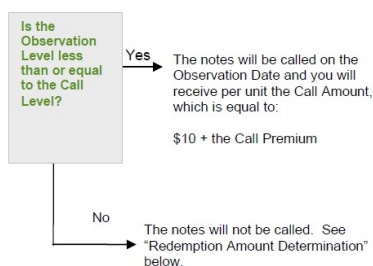 Is the
Observation
Level less
than or equal
to the Call
Level?
Yes
The notes will be called on the
Observation Date and you will
receive per unit the Call Amount,
which is equal to:
$10 + the Call Premium
No
The notes will not be called.  See
“Redemption Amount Determination”
below.